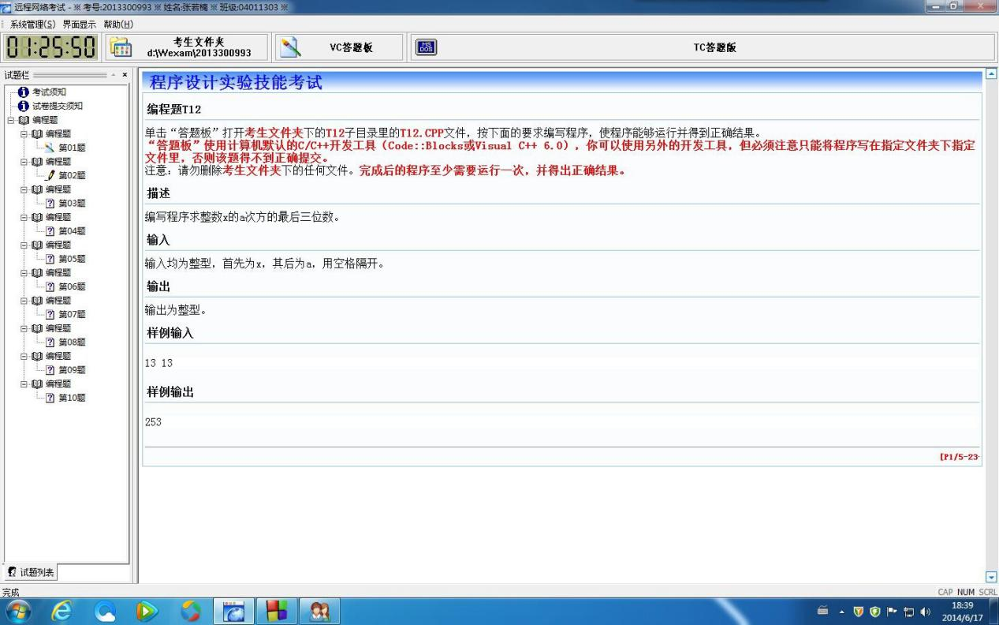 远程网络考试 - ※ 考号:2013300993 ※ 姓名:张若楠 ※ 班级:04011303 ※
系统管理(S) 界面显示 帮助(H)
01:25:50
考生文件夹
d:\Wexam\2013300993
VC答题板
MS
DOS
TC答题版
试题栏
考试须知
试卷提交须知
编程题
编程题
第01题
编程题
第02题
编程题
第03题
编程题
第04题
编程题
第05题
编程题
第06题
编程题
第07题
编程题
第08题
编程题
第09题
编程题
第10题
试题列表
程序设计实验技能考试
编程题T12
单击“答题板”打开考生文件夹下的T12子目录里的T12.CPP文件，按下面的要求编写程序，使程序能够运行并得到正确结果。
“答题板”使用计算机默认的C/C++开发工具（Code::Blocks或Visual C++ 6.0），你可以使用另外的开发工具，但必须注意只能将程序写在指定文件夹下指定
文件里，否则该题得不到正确提交。
注意：请勿删除考生文件夹下的任何文件。完成后的程序至少需要运行一次，并得出正确结果。
描述
编写程序求整数x的a次方的最后三位数。
输入
输入均为整型，首先为x，其后为a，用空格隔开。
输出
输出为整型。
样例输入
13 13
样例输出
253
[P1/5-23-
完成
CAP NUM SCRL
18:39
2014/6/17